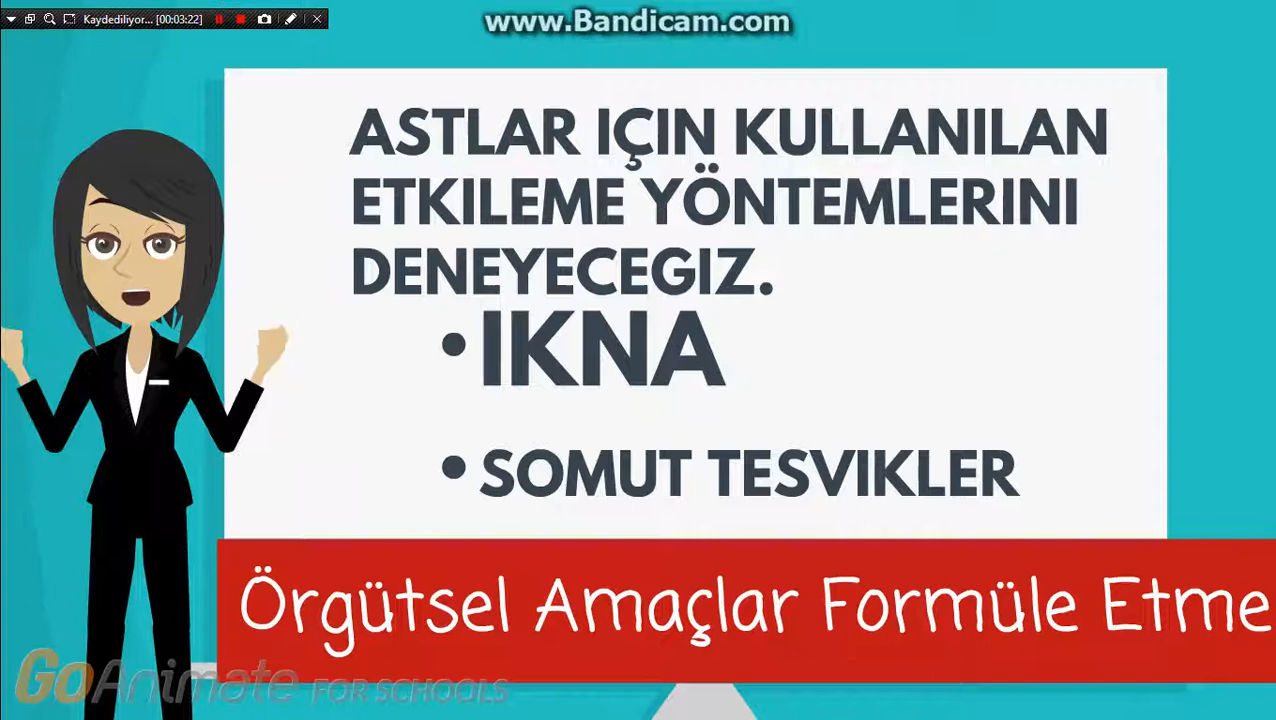 Kaydediliyor... [00:03:22]
www.Bandicam.com
ASTLAR IÇIN KULLANILAN
ETKILEME YÖNTEMLERINI
DENEYECEGIZ.
•IKNA
•SOMUT TESVIKLER
Örgütsel Amaçlar Formüle Etme
GoAnimate FOR SCHOOLS